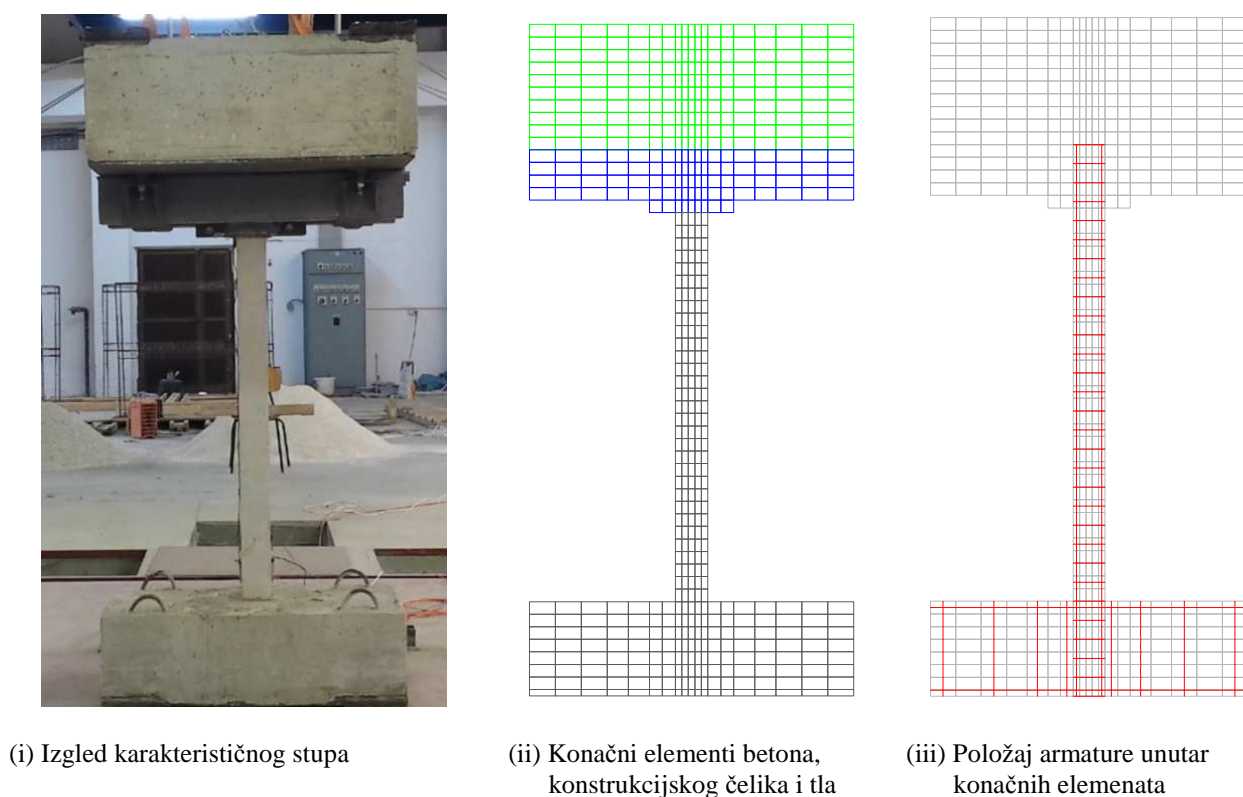 (i) Izgled karakterističnog stupa
(ii) Konačni elementi betona,
konstrukcijskog čelika i tla
(iii) Položaj armature unutar
konačnih elemenata